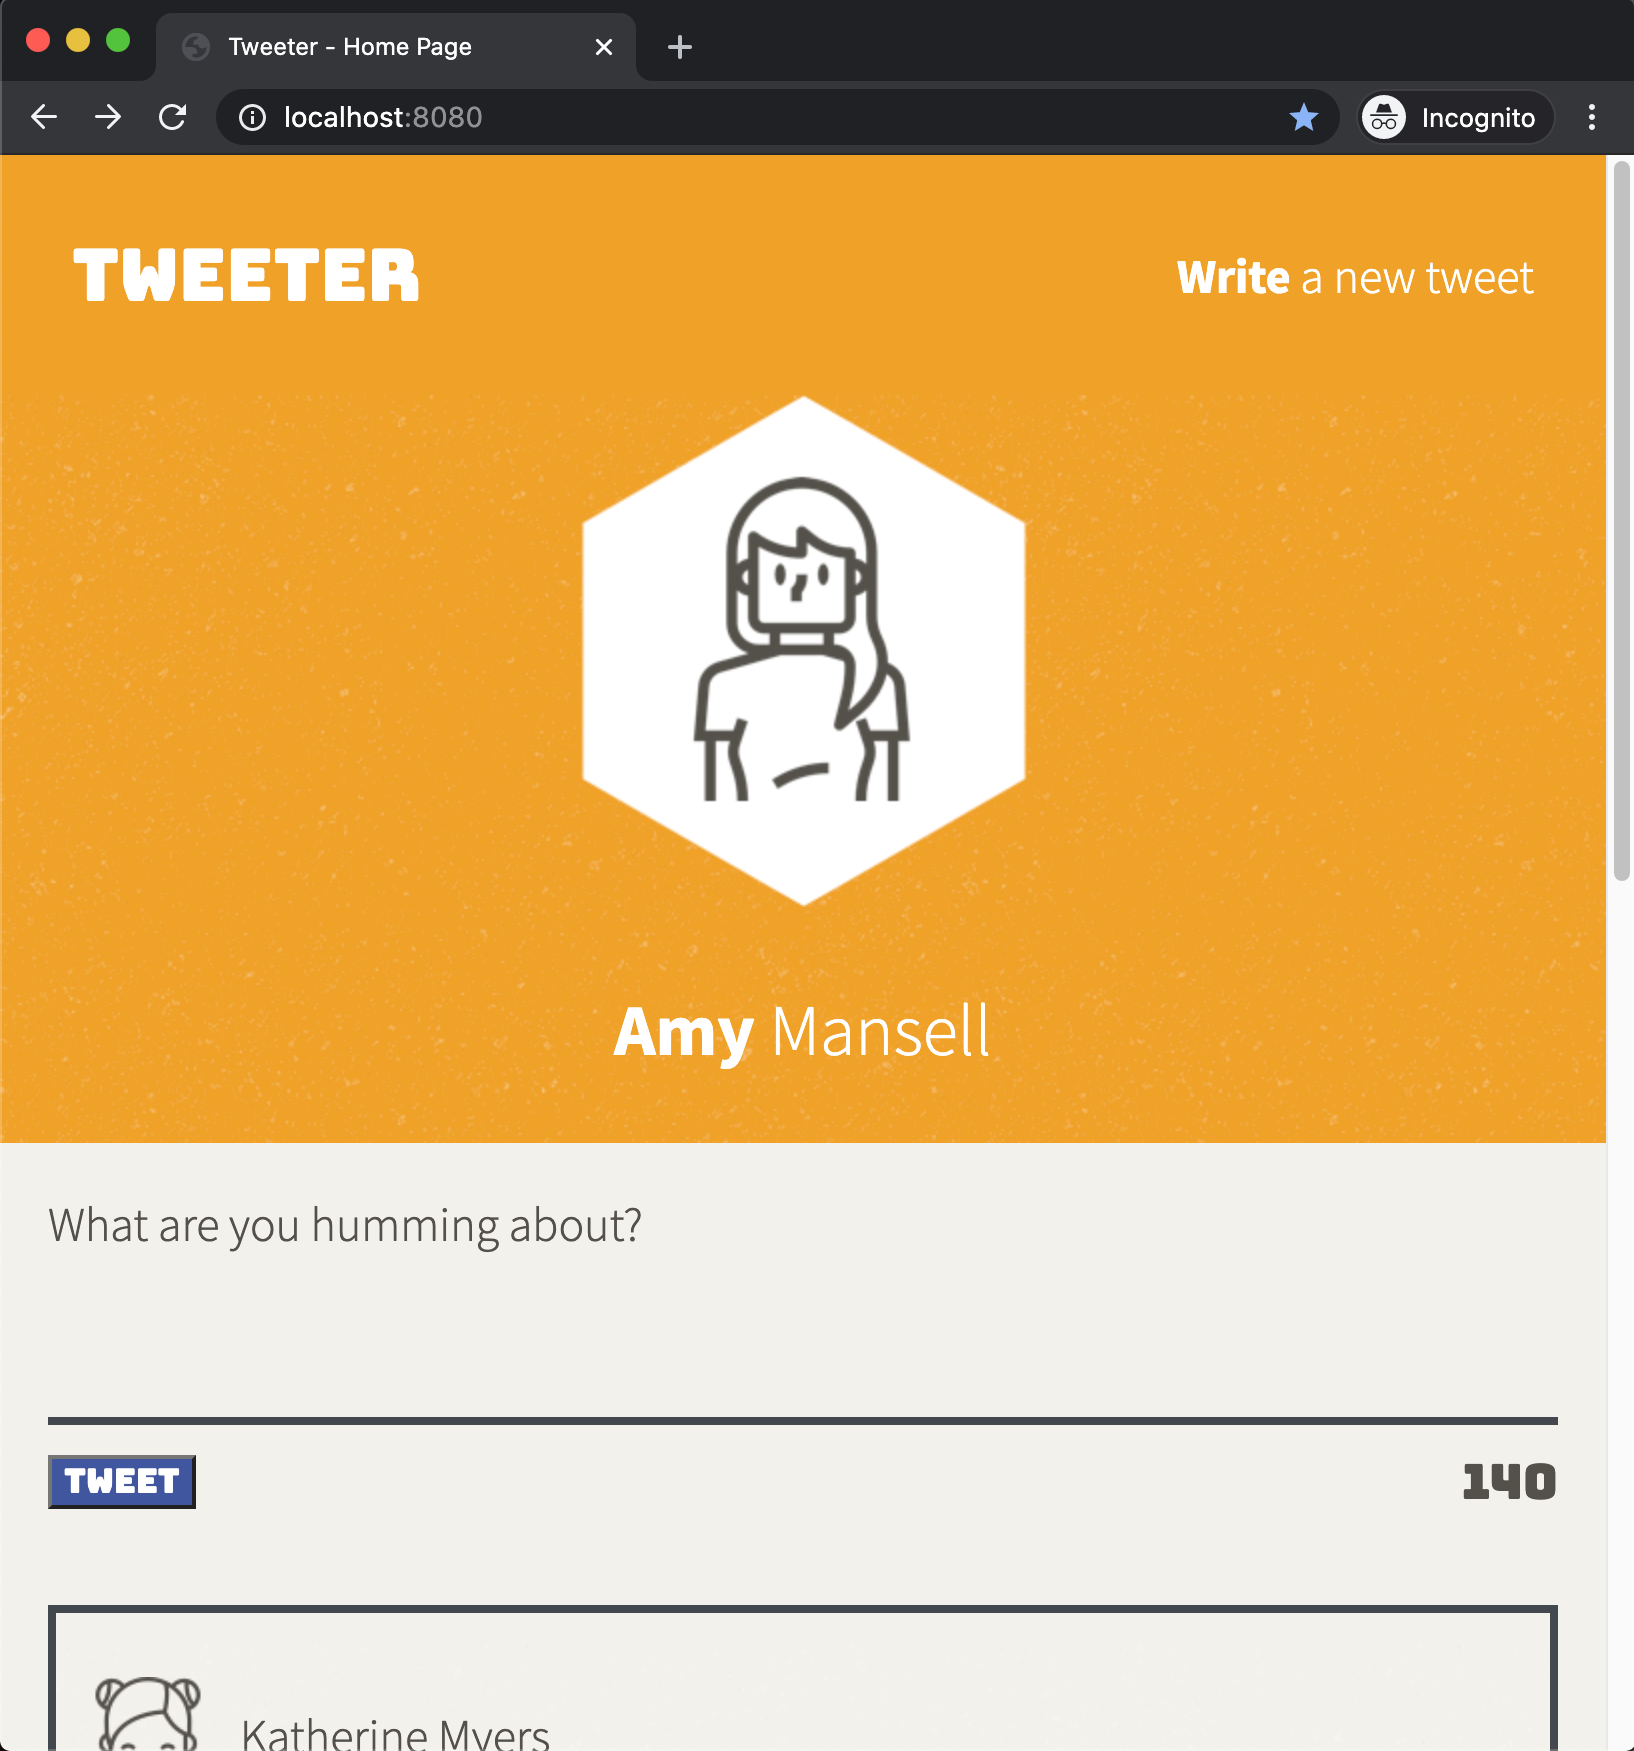 Tweeter - Home Page
localhost:8080
Incognito
TWEETER
Write a new tweet
Amy Mansell
What are you humming about?
TWEET
140
Katherine Myers